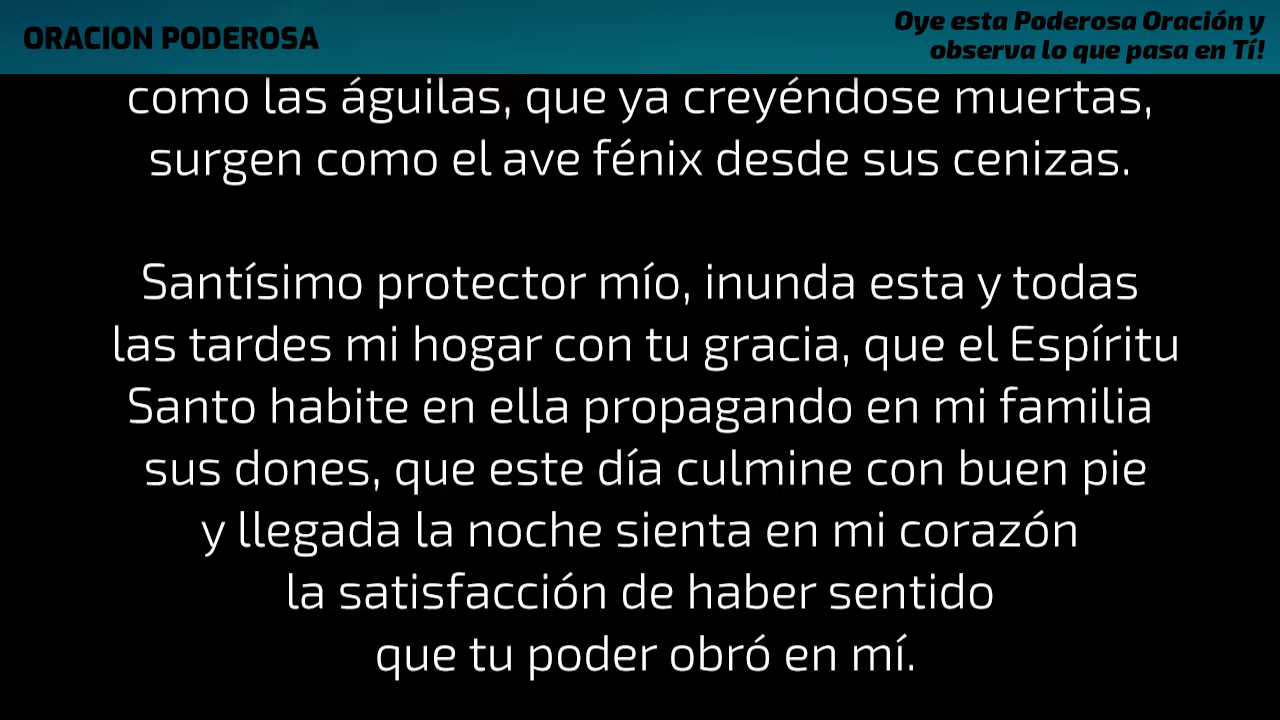 ORACION PODEROSA
Oye esta Poderosa Oración y
observa lo que pasa en Tí!
como las águilas, que ya creyéndose muertas,
surgen como el ave fénix desde sus cenizas.
Santísimo protector mío, inunda esta y todas
las tardes mi hogar con tu gracia, que el Espíritu
Santo habite en ella propagando en mi familia
sus dones, que este día culmine con buen pie
y llegada la noche sienta en mi corazón
la satisfacción de haber sentido
que tu poder obró en mí.